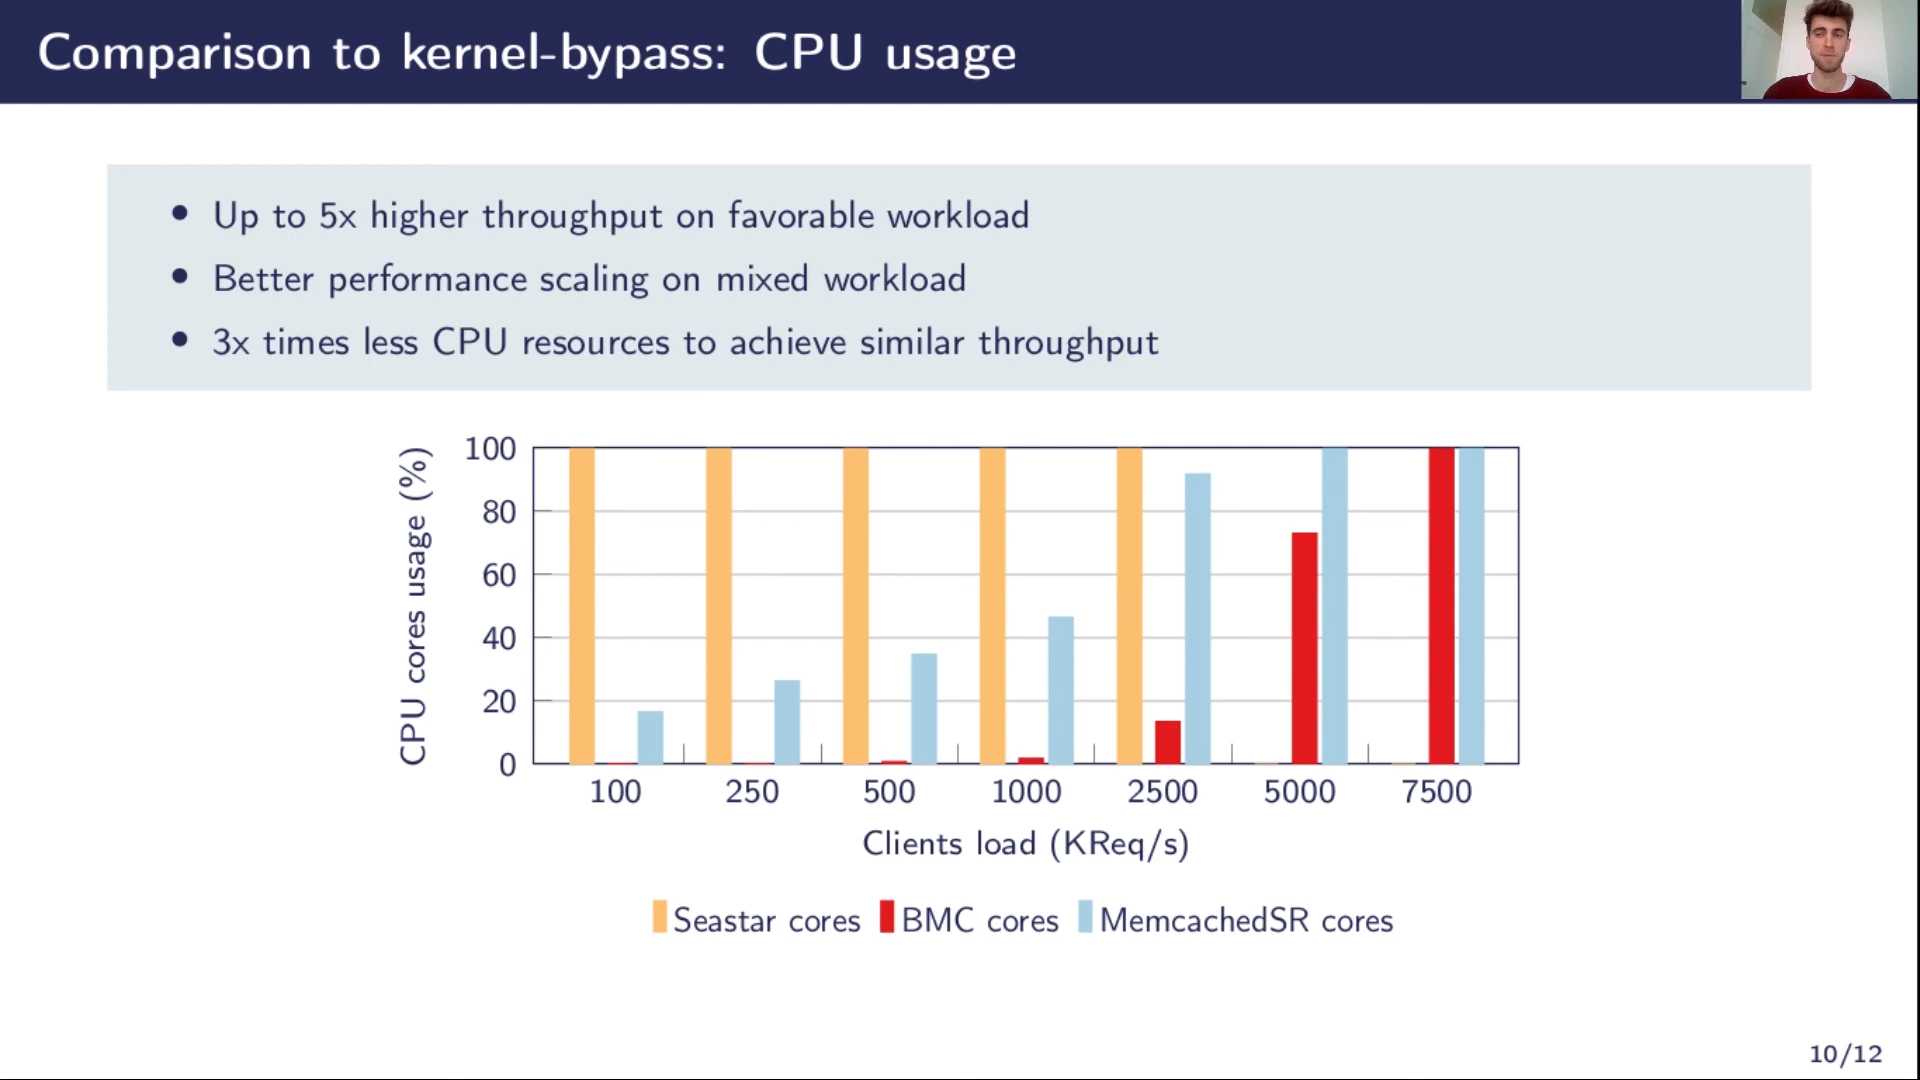 Comparison to kernel-bypass: CPU usage
• Up to 5x higher throughput on favorable workload
• Better performance scaling on mixed workload
• 3x times less CPU resources to achieve similar throughput
CPU cores usage (%)
100
80
60
40
20
0
100 250 500 1000 2500 5000 7500
Clients load (KReq/s)
Seastar cores BMC cores MemcachedSR cores
10/12